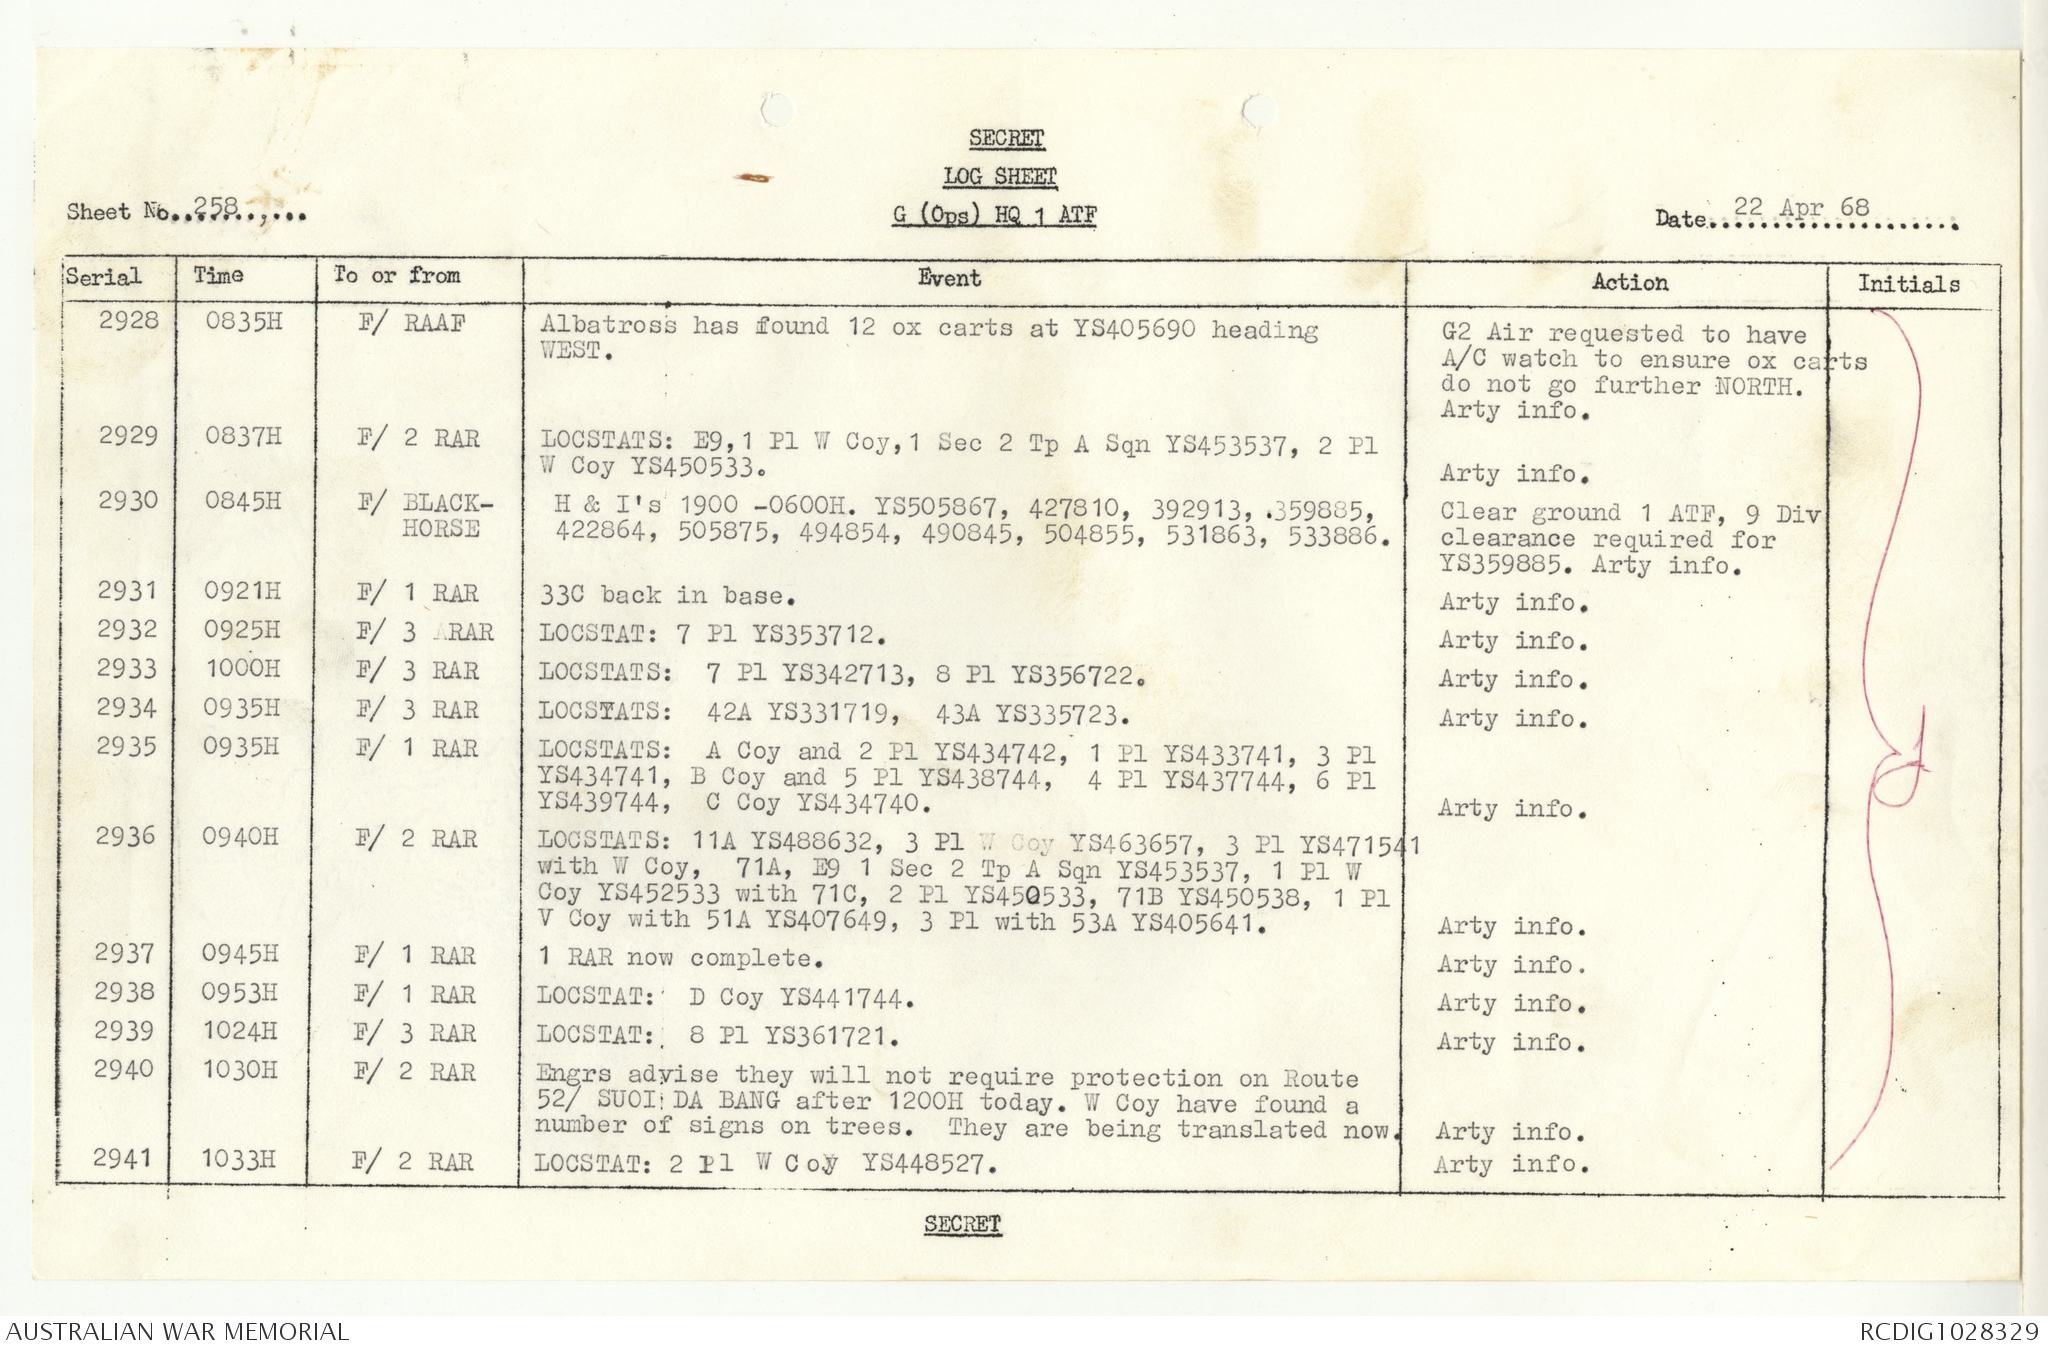 SECRET
LOG SHEET
Sheet No. 258
G (Ops) HQ 1 ATF
Date 22 Apr 68
Serial Time To or from Event Action Initials
2928 0835H F/ RAAF Albatross has found 12 ox carts at YS405690 heading G2 Air requested to have
WEST. A/C watch to ensure ox carts
do not go further NORTH.
Arty info.
2929 0837H F/ 2 RAR LOCSTATS: E9,1 Pl W Coy,1 Sec 2 Tp A Sqn YS453537, 2 Pl
W Coy YS450533. Arty info.
2930 0845H F/ BLACK- H & I's 1900 -0600H. YS505867, 427810, 392913, .359885, Clear ground 1 ATF, 9 Div
HORSE 422864, 505875, 494854, 490845, 504855, 531863, 533886. clearance required for
YS359885. Arty info.
2931 0921H F/ 1 RAR 33C back in base. Arty info.
2932 0925H F/ 3 ARAR LOCSTAT: 7 Pl YS353712. Arty info.
2933 1000H F/ 3 RAR LOCSTATS: 7 Pl YS342713, 8 Pl YS356722. Arty info.
2934 0935H F/ 3 RAR LOCSTATS: 42A YS331719, 43A YS335723. Arty info.
2935 0935H F/ 1 RAR LOCSTATS: A Coy and 2 Pl YS434742, 1 Pl YS433741, 3 Pl
YS434741, B Coy and 5 Pl YS438744, 4 Pl YS437744, 6 Pl
YS439744, C Coy YS434740. Arty info.
2936 0940H F/ 2 RAR LOCSTATS: 11A YS488632, 3 Pl W Coy YS463657, 3 Pl YS471541
with W Coy, 71A, E9 1 Sec 2 Tp A Sqn YS453537, 1 Pl W
Coy YS452533 with 71C, 2 Pl YS450533, 71B YS450538, 1 Pl
V Coy with 51A YS407649, 3 Pl with 53A YS405641. Arty info.
2937 0945H F/ 1 RAR 1 RAR now complete. Arty info.
2938 0953H F/ 1 RAR LOCSTAT: D Coy YS441744. Arty info.
2939 1024H F/ 3 RAR LOCSTAT: 8 Pl YS361721. Arty info.
2940 1030H F/ 2 RAR Engrs advise they will not require protection on Route
52/ SUOI DA BANG after 1200H today. W Coy have found a
number of signs on trees. They are being translated now. Arty info.
2941 1033H F/ 2 RAR LOCSTAT: 2 Pl W Coy YS448527. Arty info.
SECRET
AUSTRALIAN WAR MEMORIAL RCDIG1028329